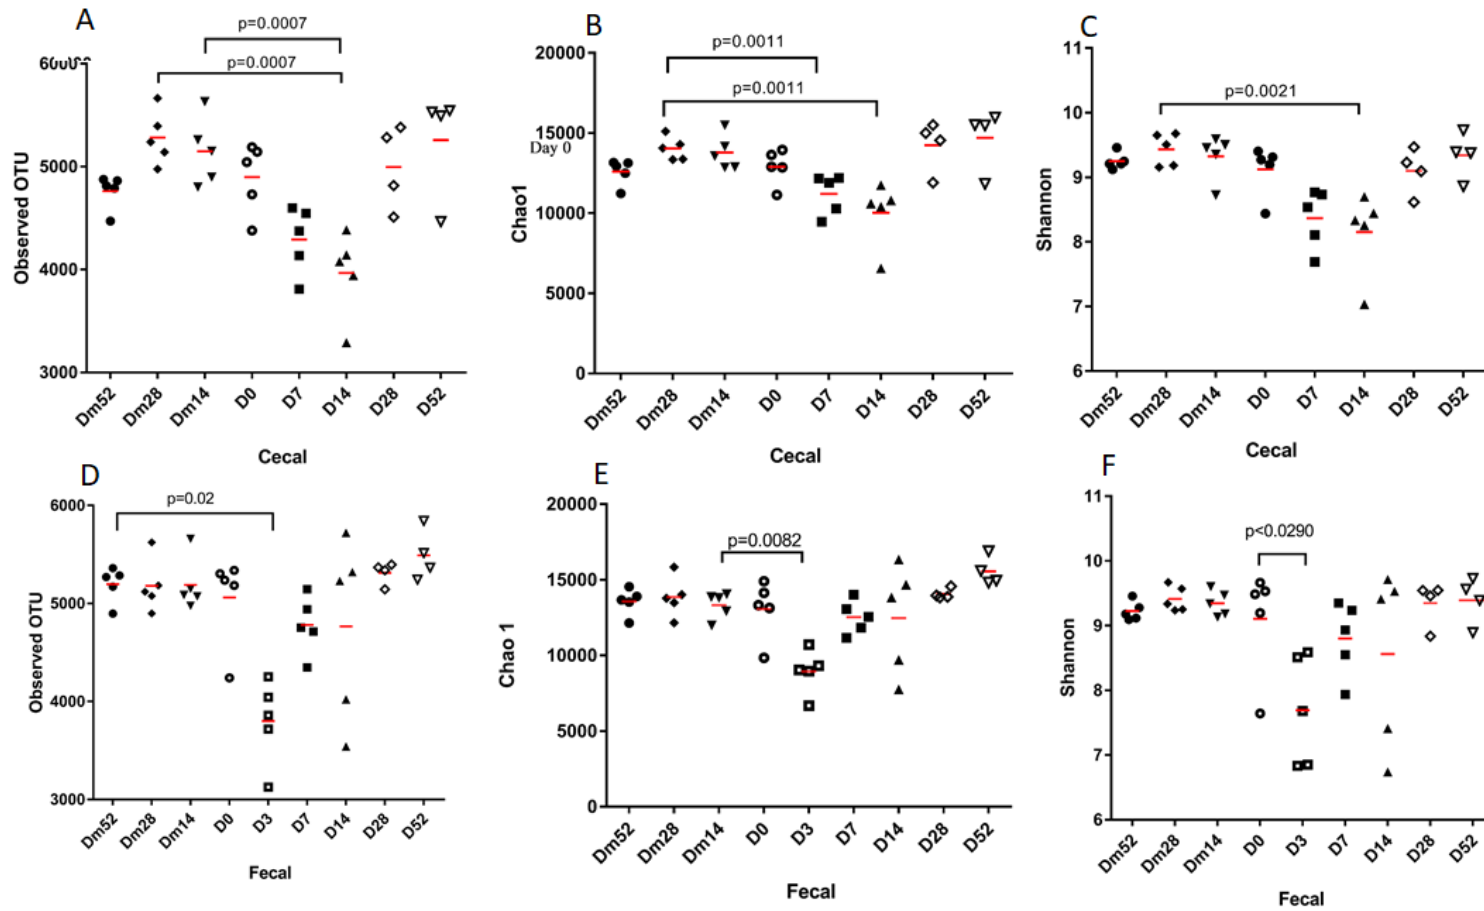 A
p=0.0007
p=0.0007
5000
4000
3000
Observed OTU
Dm52 Dm28 Dm14 D0 D7 D14 D28 D52
Cecal
B
p=0.0011
p=0.0011
20000
15000
Day 0
10000
5000
0
Chao1
Dm52 Dm28 Dm14 D0 D7 D14 D28 D52
Cecal
C
p=0.0021
11
10
9
8
7
6
Shannon
Dm52 Dm28 Dm14 D0 D7 D14 D28 D52
Cecal
D
p=0.02
6000
5000
4000
3000
Observed OTU
Dm52 Dm28 Dm14 D0 D3 D7 D14 D28 D52
Fecal
E
p=0.0082
20000
15000
10000
5000
0
Chao 1
Dm52 Dm28 Dm14 D0 D3 D7 D14 D28 D52
Fecal
F
p<0.0290
11
10
9
8
7
6
Shannon
Dm52 Dm28 Dm14 D0 D3 D7 D14 D28 D52
Fecal